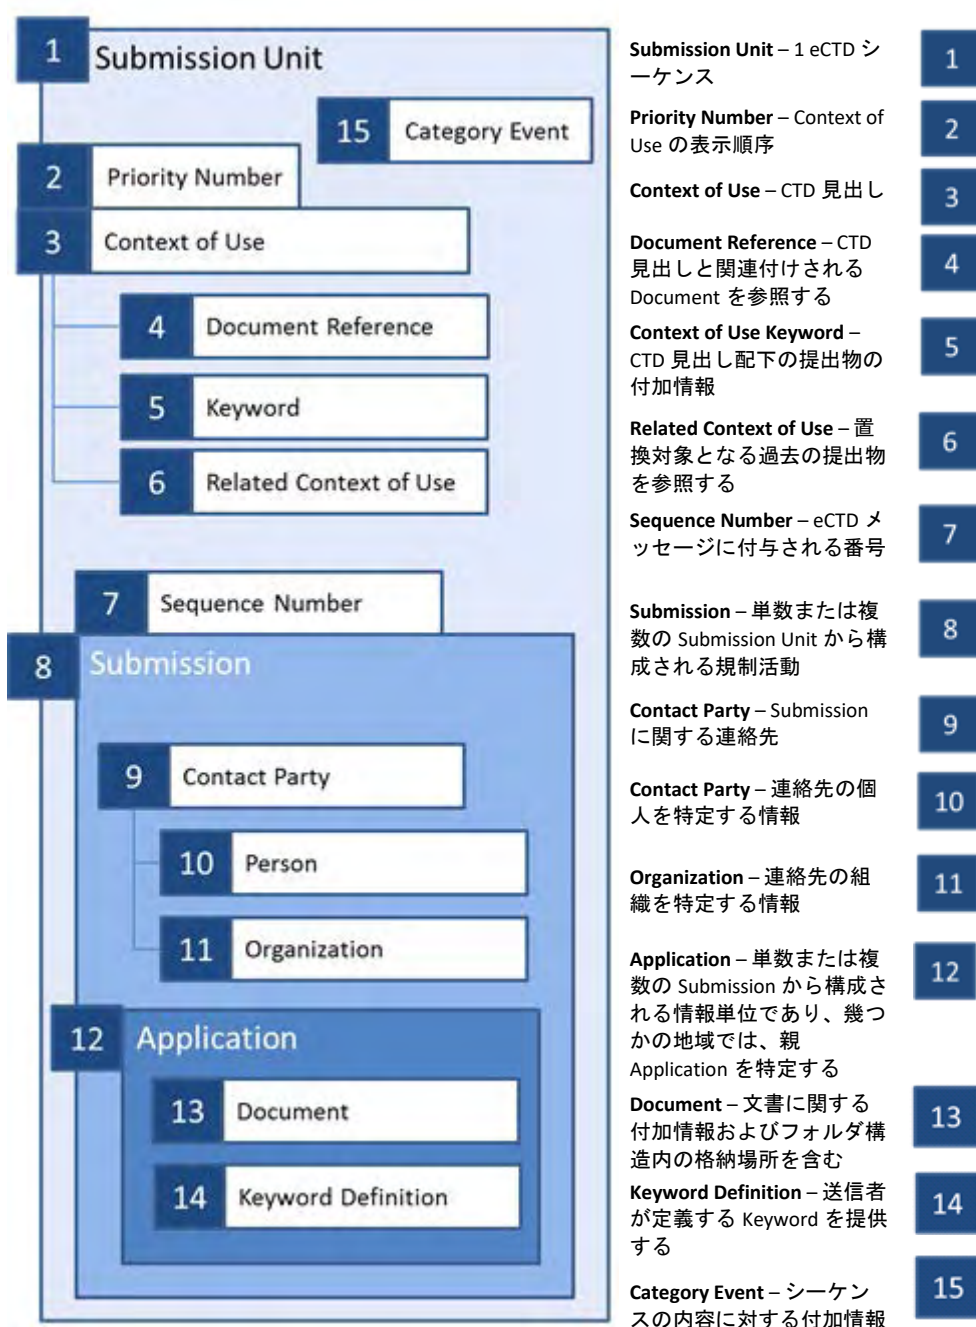 1 Submission Unit
15 Category Event
2 Priority Number
3 Context of Use
4 Document Reference
5 Keyword
6 Related Context of Use
7 Sequence Number
8 Submission
9 Contact Party
10 Person
11 Organization
12 Application
13 Document
14 Keyword Definition
Submission Unit – 1 eCTD シ
ーケンス
1
Priority Number – Context of
Use の表示順序
2
Context of Use – CTD 見出し
3
Document Reference – CTD
見出しと関連付けされる
Document を参照する
4
Context of Use Keyword –
CTD 見出し配下の提出物の
付加情報
5
Related Context of Use – 置
換対象となる過去の提出物
を参照する
6
Sequence Number – eCTD メ
ッセージに付与される番号
7
Submission – 単数または複
数の Submission Unit から構
成される規制活動
8
Contact Party – Submission
に関する連絡先
9
Contact Party – 連絡先の個
人を特定する情報
10
Organization – 連絡先の組
織を特定する情報
11
Application – 単数または複
数の Submission から構成さ
れる情報単位であり、幾つ
かの地域では、親
Application を特定する
12
Document – 文書に関する
付加情報およびフォルダ構
造内の格納場所を含む
13
Keyword Definition – 送信者
が定義する Keyword を提供
する
14
Category Event – シーケン
スの内容に対する付加情報
15